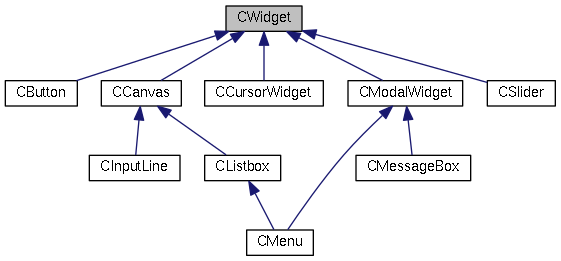 CWidget
CButton
CCanvas
CCursorWidget
CModalWidget
CSlider
CInputLine
CListbox
CMessageBox
CMenu